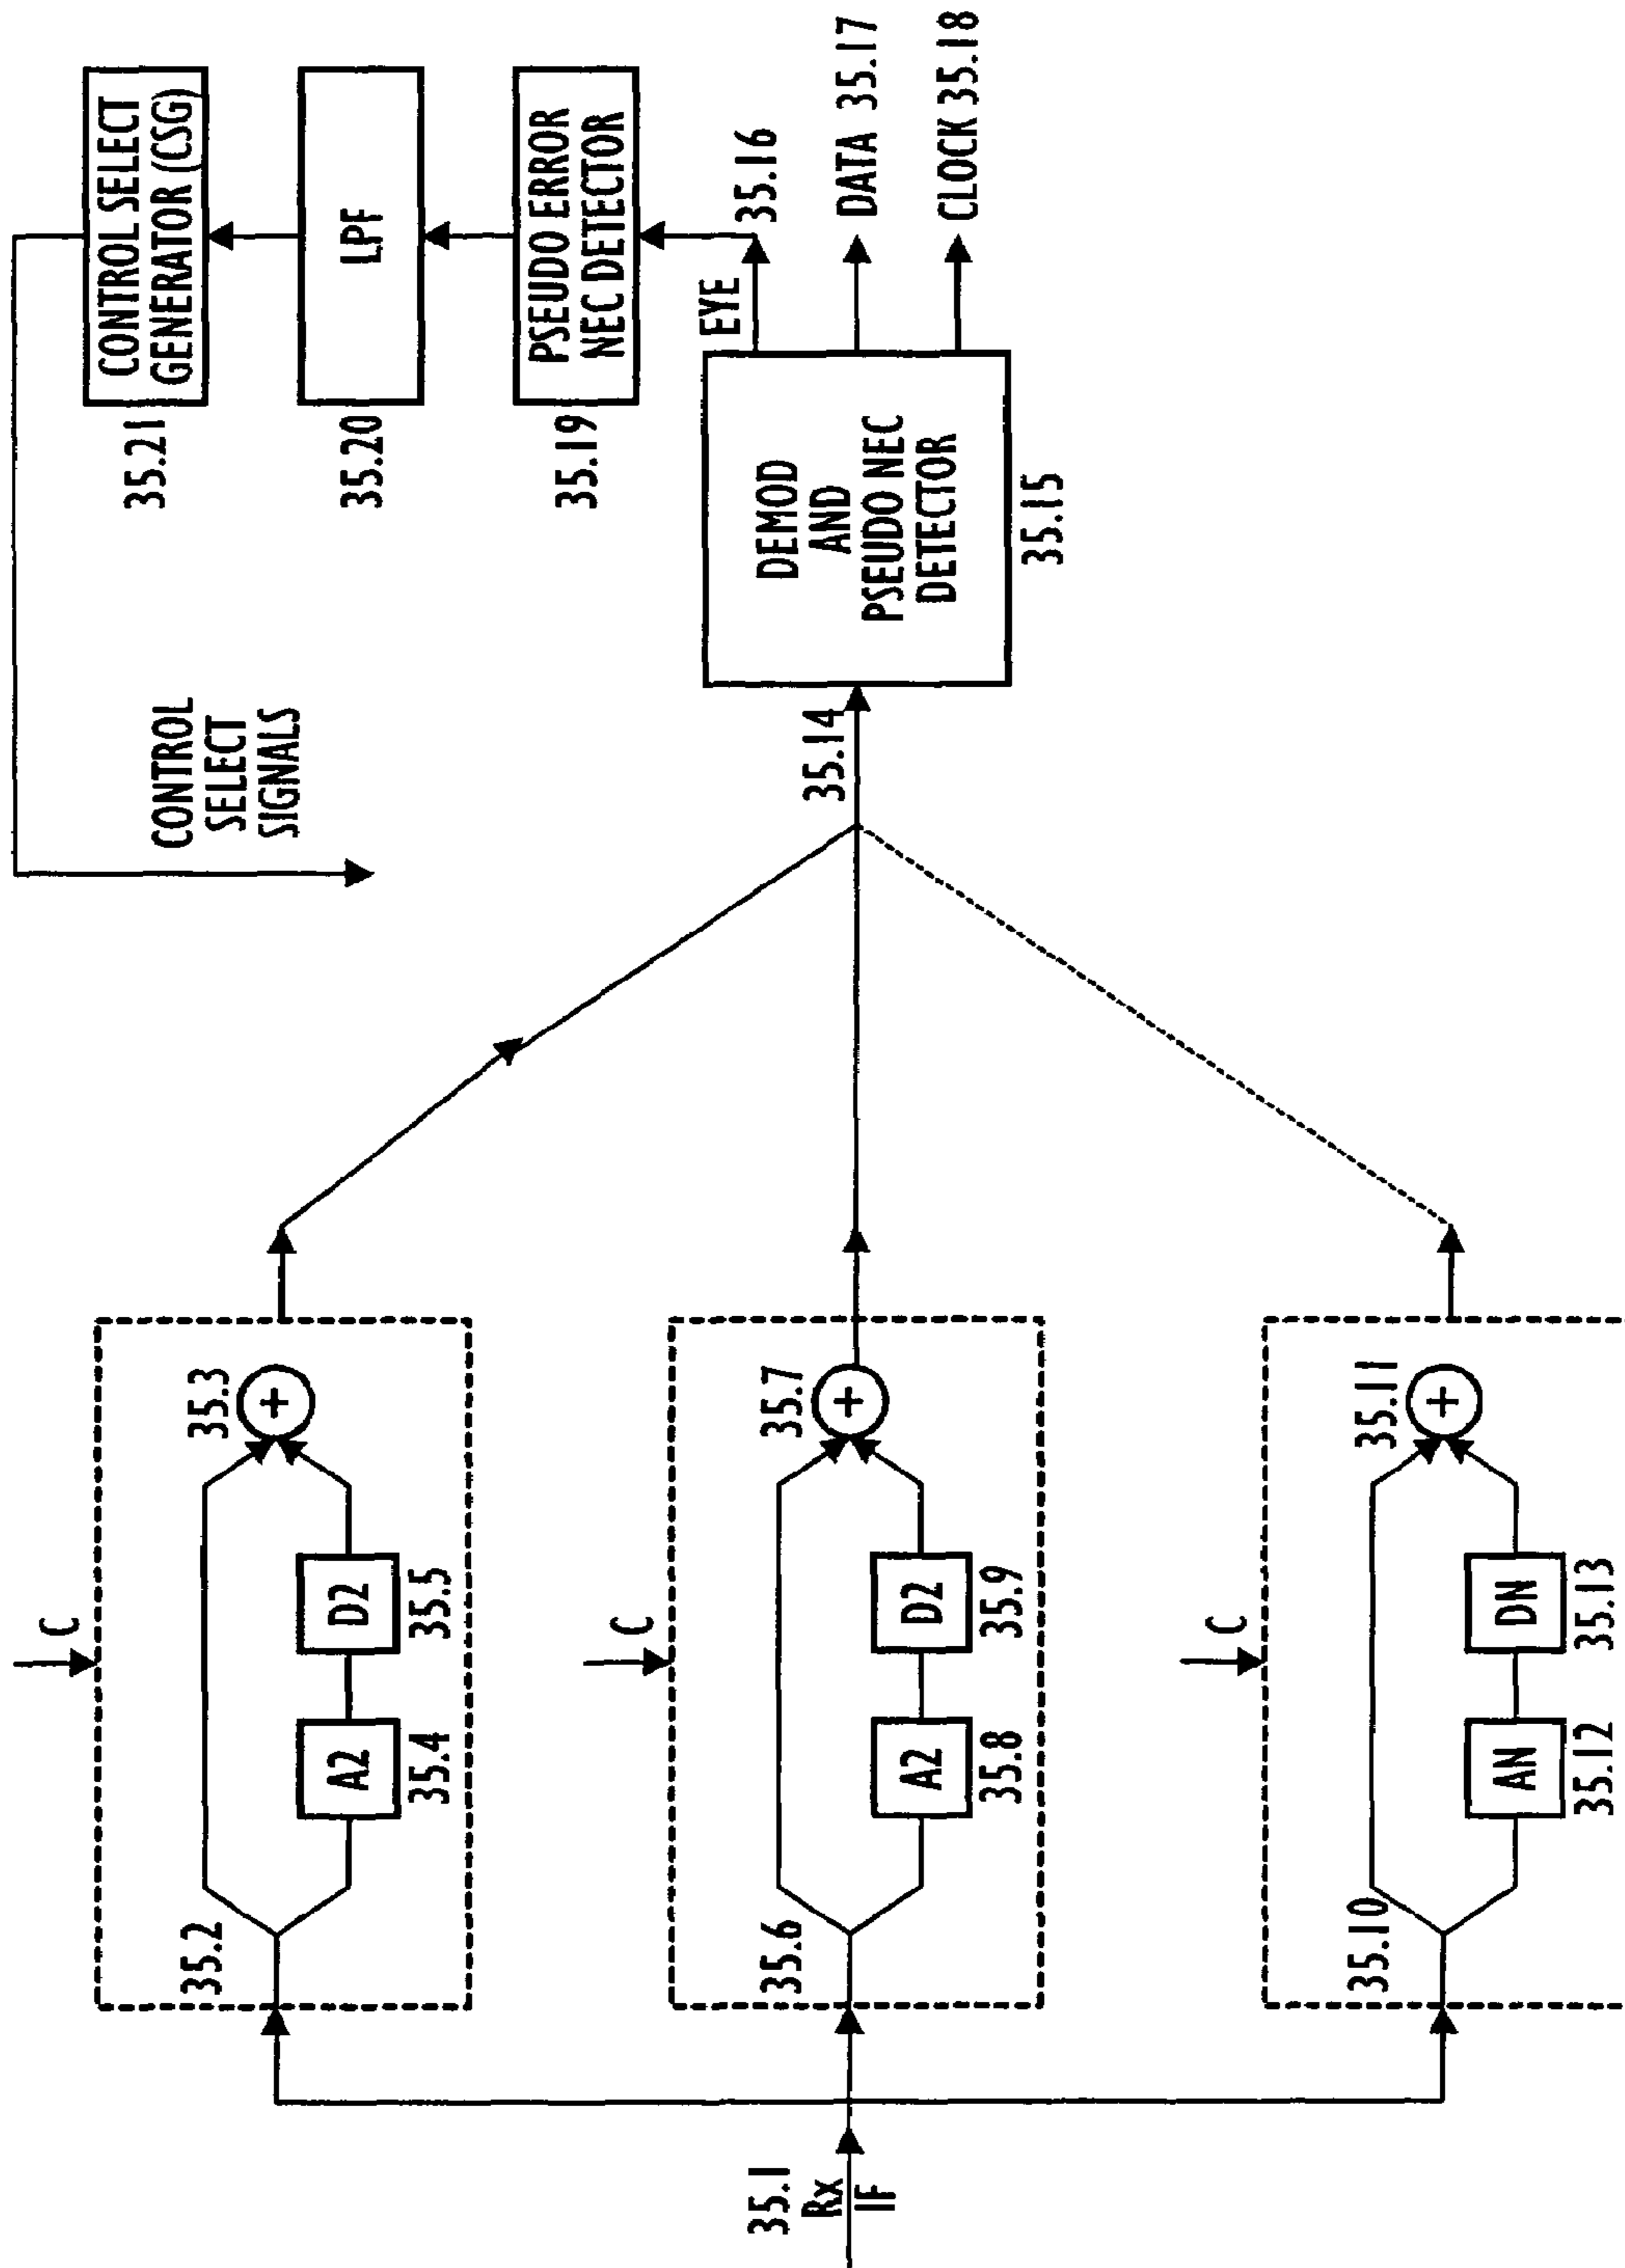 35.1
Rx
IF
35.2
35.3
A2
D2
35.4
35.5
C
35.6
35.7
A2
D2
35.8
35.9
C
35.10
35.11
AN
DN
35.12
35.13
C
CONTROL
SELECT
SIGNALS
35.14
DEMOD
AND
PSEUDO NEC
DETECTOR
35.15
EYE
35.16
DATA 35.17
CLOCK 35.18
PSEUDO ERROR
NEC DETECTOR
35.19
LPF
35.20
CONTROL SELECT
GENERATOR (CSG)
35.21
+
+
+